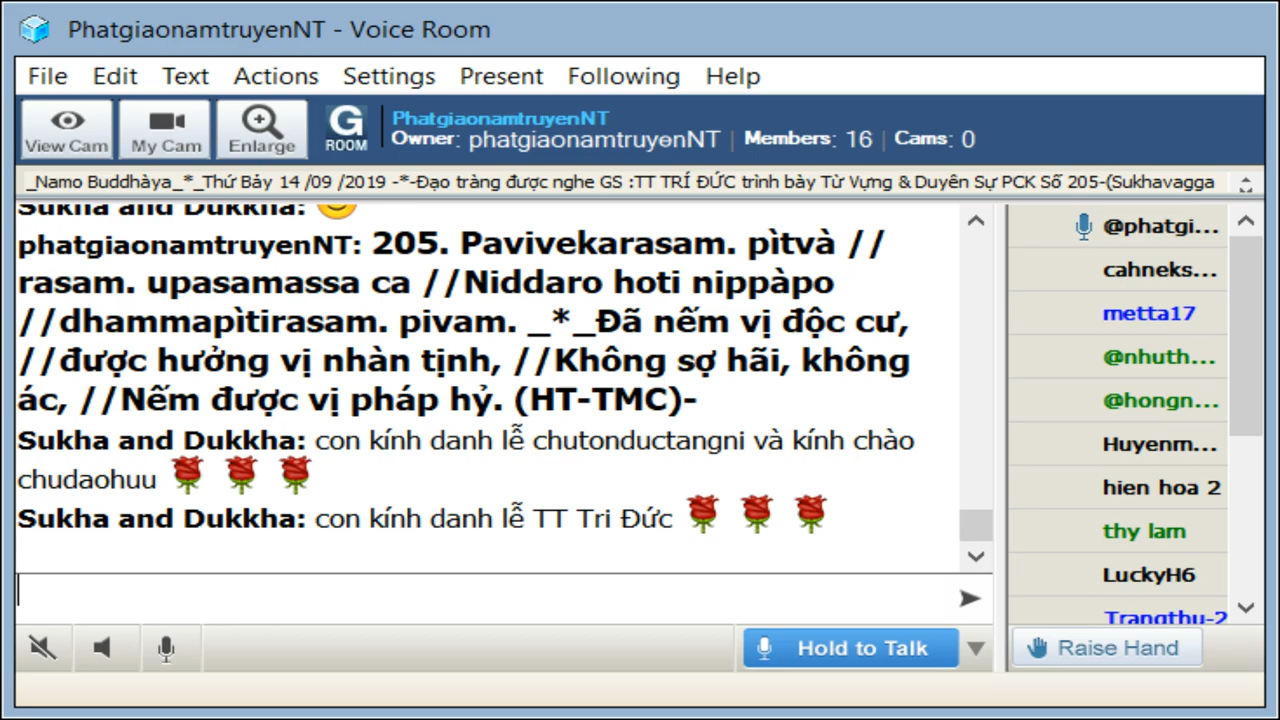 PhatgiaonamtruyenNT - Voice Room
File Edit Text Actions Settings Present Following Help
View Cam My Cam Enlarge G ROOM
PhatgiaonamtruyenNT
Owner: phatgiaonamtruyenNT | Members: 16 | Cams: 0
_Namo Buddhàya_*_Thứ Bảy 14 /09 /2019 -*-Đạo tràng được nghe GS :TT TRÍ ĐỨC trình bày Từ Vựng & Duyên Sự PCK Số 205-(Sukhavagga
Sukha and Dukkha:
phatgiaonamtruyenNT: 205. Pavivekarasam. pìtvà //
rasam. upasamassa ca //Niddaro hoti nippàpo
//dhammapìtirasam. pivam. _*_Đã nếm vị độc cư,
//được hưởng vị nhàn tịnh, //Không sợ hãi, không
ác, //Nếm được vị pháp hỷ. (HT-TMC)-
Sukha and Dukkha: con kính danh lễ chutonductangni và kính chào
chudaohuu
Sukha and Dukkha: con kính danh lễ TT Tri Đức
@phatgi...
cahneks...
metta17
@nhuth...
@hongn...
Huyenm...
hien hoa 2
thy lam
LuckyH6
Trangthu-2
Hold to Talk
Raise Hand